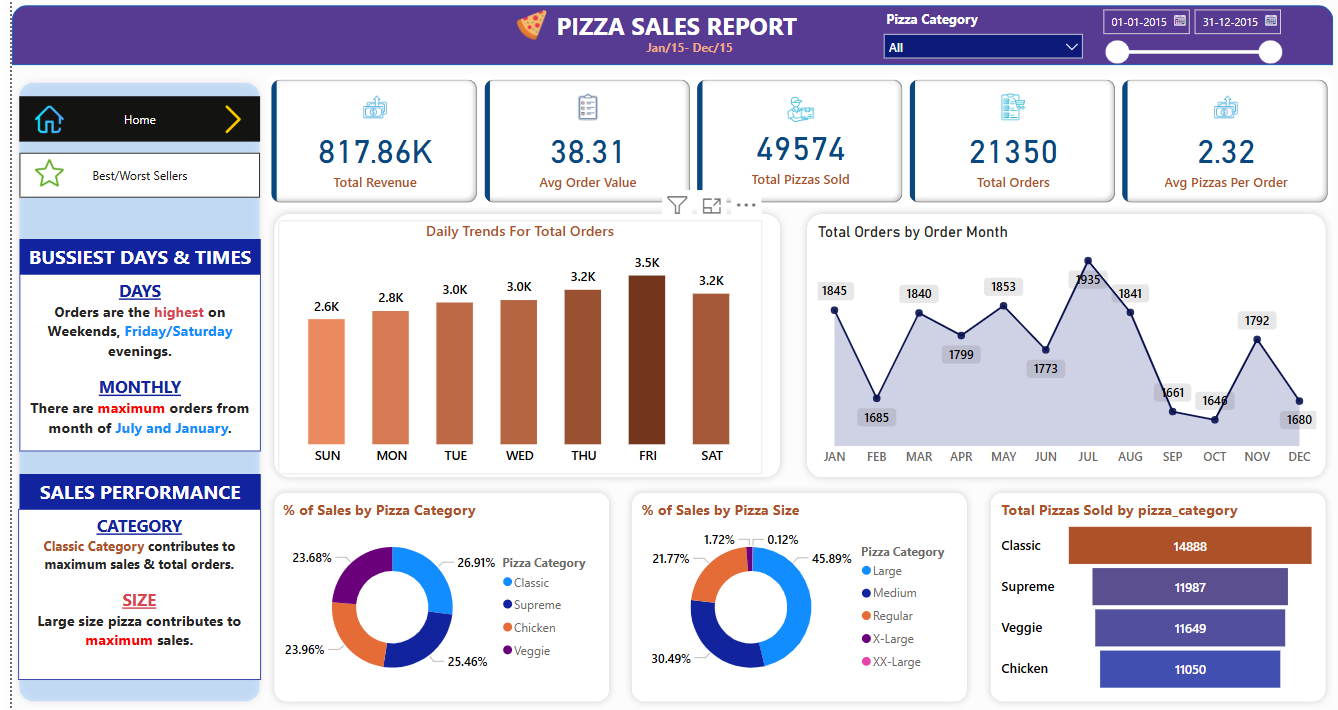 PIZZA SALES REPORT
Jan/15- Dec/15
Pizza Category
All
01-01-2015
31-12-2015
Home
Best/Worst Sellers
BUSSIEST DAYS & TIMES
DAYS
Orders are the highest on
Weekends, Friday/Saturday
evenings.
MONTHLY
There are maximum orders from
month of July and January.
SALES PERFORMANCE
CATEGORY
Classic Category contributes to
maximum sales & total orders.
SIZE
Large size pizza contributes to
maximum sales.
817.86K
Total Revenue
38.31
Avg Order Value
49574
Total Pizzas Sold
21350
Total Orders
2.32
Avg Pizzas Per Order
Daily Trends For Total Orders
2.6K
2.8K
3.0K
3.0K
3.2K
3.5K
3.2K
SUN
MON
TUE
WED
THU
FRI
SAT
Total Orders by Order Month
1845
1685
1840
1799
1853
1773
1935
1841
1661
1646
1792
1680
JAN
FEB
MAR
APR
MAY
JUN
JUL
AUG
SEP
OCT
NOV
DEC
% of Sales by Pizza Category
23.68%
26.91%
23.96%
25.46%
Pizza Category
Classic
Supreme
Chicken
Veggie
% of Sales by Pizza Size
1.72%
0.12%
21.77%
45.89%
30.49%
Pizza Category
Large
Medium
Regular
X-Large
XX-Large
Total Pizzas Sold by pizza_category
Classic
14888
Supreme
11987
Veggie
11649
Chicken
11050